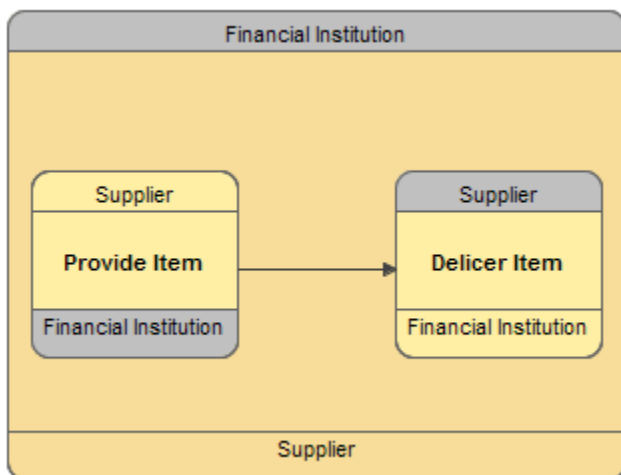 Financial Institution
Supplier
Provide Item
Financial Institution
Supplier
Delicer Item
Financial Institution
Supplier